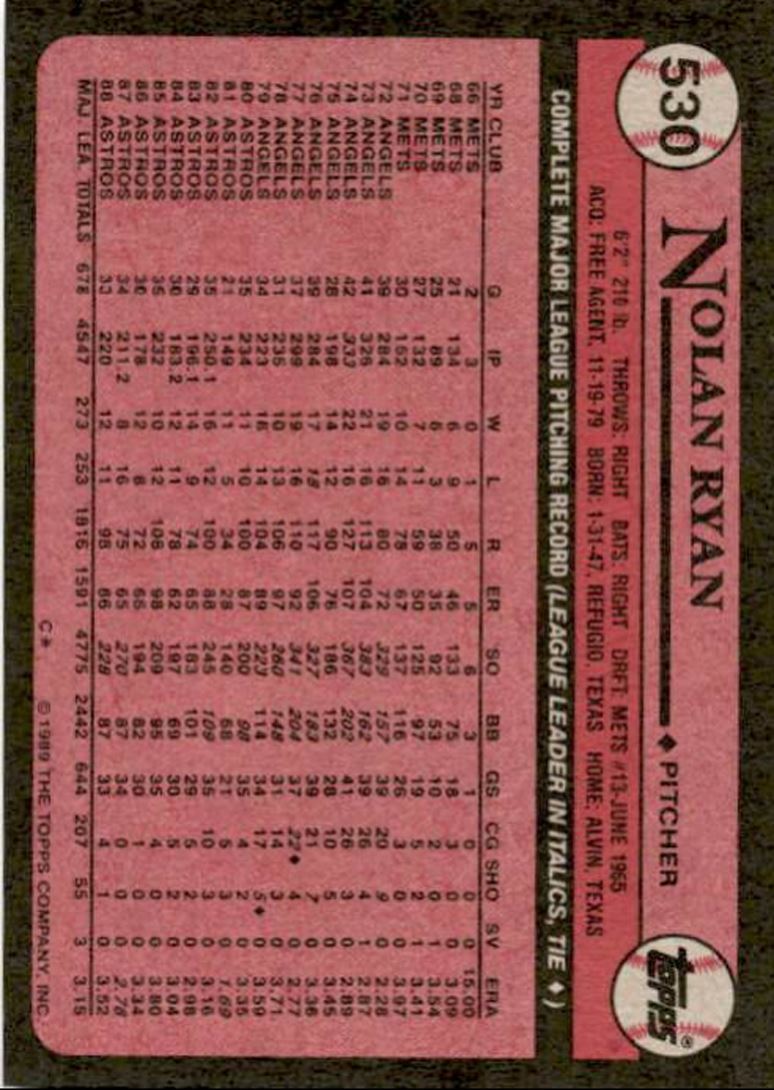 530
NOLAN RYAN ♦ PITCHER
topps®
6'2" 210 lb. THROWS: RIGHT BATS: RIGHT DRFT: METS #13-JUNE 1965
ACQ: FREE AGENT, 11-19-79 BORN: 1-31-47, REFUGIO, TEXAS HOME: ALVIN, TEXAS
COMPLETE MAJOR LEAGUE PITCHING RECORD (LEAGUE LEADER IN ITALICS, TIE ♦)
YR CLUB G IP W L R ER SO BB GS CG SHO SV ERA
66 METS 2 3 0 1 5 5 6 3 1 0 0 0 15.00
68 METS 21 134 6 9 50 46 133 75 18 3 0 0 3.09
69 METS 25 89 6 3 38 35 92 53 10 2 0 1 3.54
70 METS 27 132 7 11 59 50 125 97 19 5 2 1 3.41
71 METS 30 152 10 14 78 67 137 116 26 3 0 0 3.97
72 ANGELS 39 284 19 16 80 72 329 157 39 20 9 0 2.28
73 ANGELS 41 326 21 16 113 104 383 162 39 26 4 1 2.87
74 ANGELS 42 333 22 16 127 107 367 202 41 26 3 0 2.89
75 ANGELS 28 198 14 12 90 76 186 132 28 10 5 0 3.45
76 ANGELS 39 284 17 18 117 106 327 183 39 21 7 0 3.36
77 ANGELS 37 299 19 16 110 92 341 204 37 22♦ 4 0 2.77
78 ANGELS 31 235 10 13 106 97 260 148 31 14 3 0 3.71
79 ANGELS 34 223 16 14 104 89 223 114 34 17 5♦ 0 3.59
80 ASTROS 35 234 11 10 100 87 200 98 35 4 2 0 3.35
81 ASTROS 21 149 11 5 34 28 140 68 21 5 3 0 1.69
82 ASTROS 35 250.1 16 12 100 88 245 109 35 10 3 0 3.16
83 ASTROS 29 196.1 14 9 74 65 183 101 29 5 2 0 2.98
84 ASTROS 30 183.2 12 11 78 62 197 69 30 5 2 0 3.04
85 ASTROS 35 232 10 12 108 98 209 95 35 4 0 0 3.80
86 ASTROS 30 178 12 8 72 66 194 82 30 1 0 0 3.34
87 ASTROS 34 211.2 8 16 75 65 270 87 34 0 0 0 2.76
88 ASTROS 33 220 12 11 98 86 228 87 33 4 1 0 3.52
MAJ. LEA. TOTALS 678 4547 273 253 1816 1591 4775 2442 644 207 55 3 3.15
C* © 1989 THE TOPPS COMPANY, INC.